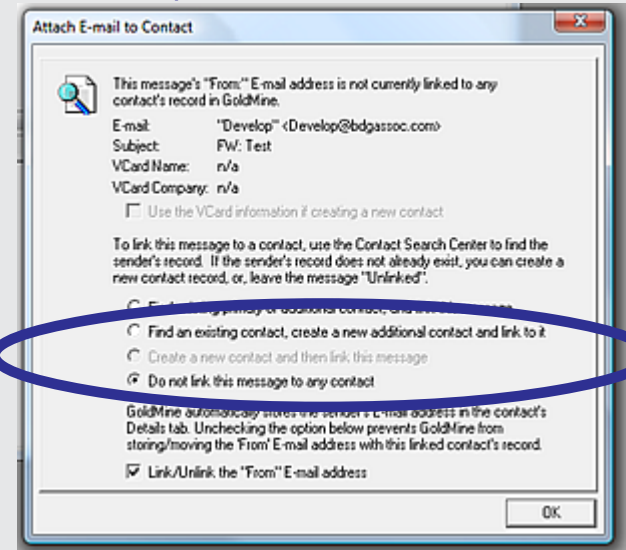 Attach E-mail to Contact
This message's "From:" E-mail address is not currently linked to any
contact's record in GoldMine.
E-mail: "Develop" <Develop@bdgassoc.com>
Subject: FW: Test
VCard Name: n/a
VCard Company: n/a
Use the VCard information if creating a new contact
To link this message to a contact, use the Contact Search Center to find the
sender's record. If the sender's record does not already exist, you can create a
new contact record, or, leave the message "Unlinked".
primary or additional contact, and
Find an existing contact, create a new additional contact and link to it
Create a new contact and then link this message
Do not link this message to any contact
GoldMine automatically stores the sender's E-mail address in the contact's
Details tab. Unchecking the option below prevents GoldMine from
storing/moving the 'From' E-mail address with this linked contact's record.
Link/Unlink the "From" E-mail address
OK